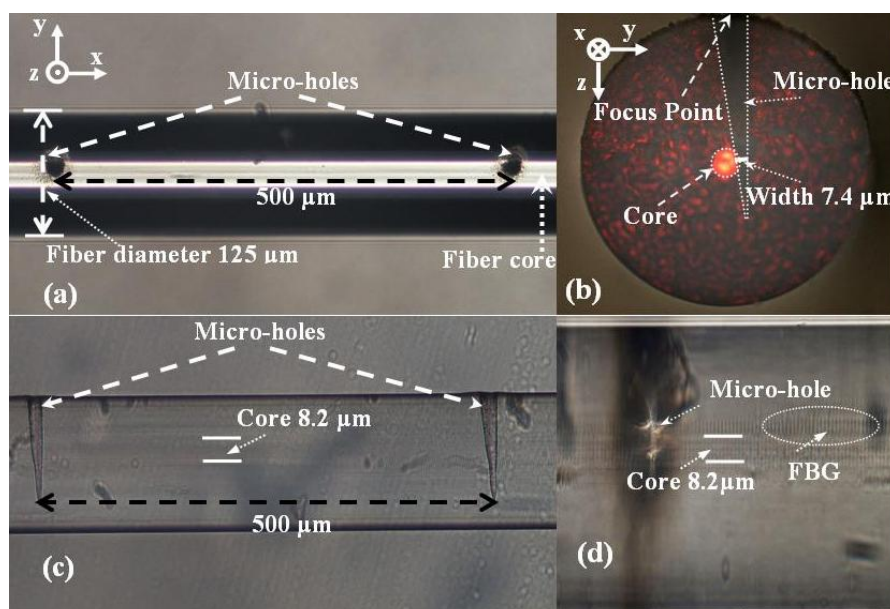 y
z
x
Micro-holes
500 µm
Fiber diameter 125 µm
Fiber core
(a)
x
y
z
Focus Point
Micro-hole
Core
Width 7.4 µm
(b)
Micro-holes
Core 8.2 µm
500 µm
(c)
Micro-hole
Core 8.2µm
FBG
(d)